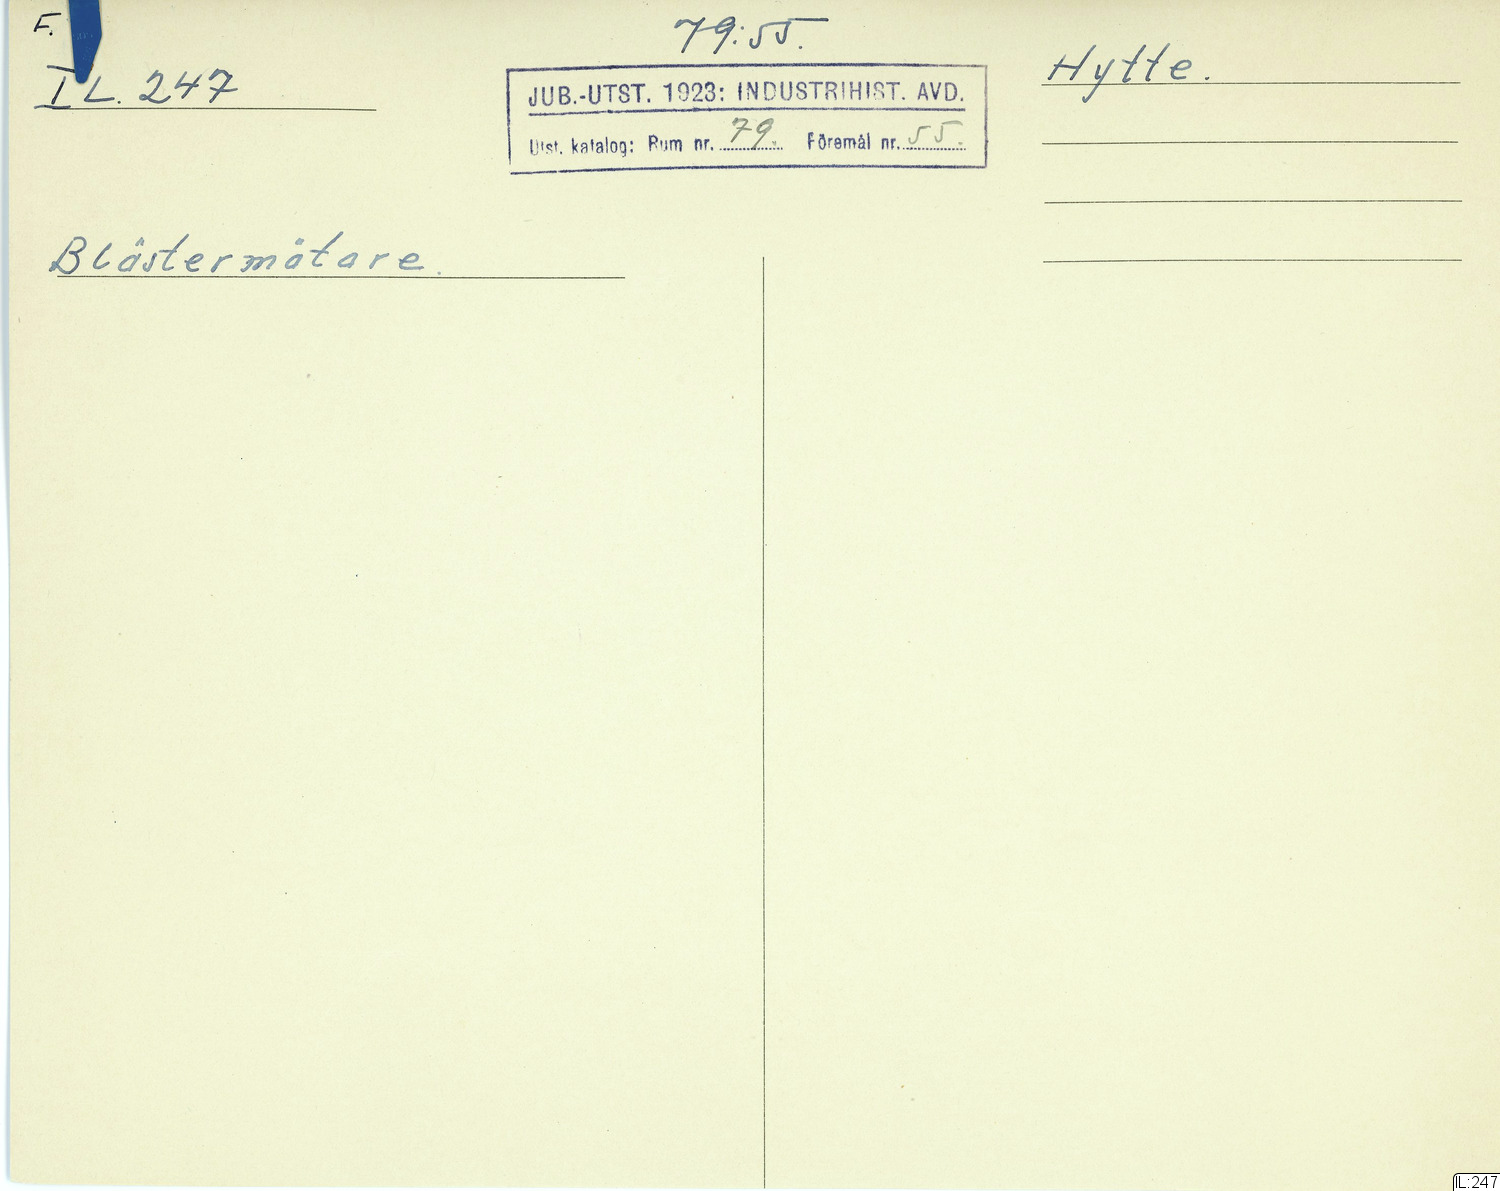 F.
79:55.
IL. 247
Hytte.
JUB.-UTST. 1923: INDUSTRIHIST. AVD.
Utst. katalog: Rum nr. 79. Föremål nr. 55.
Blästermätare.
IL:247